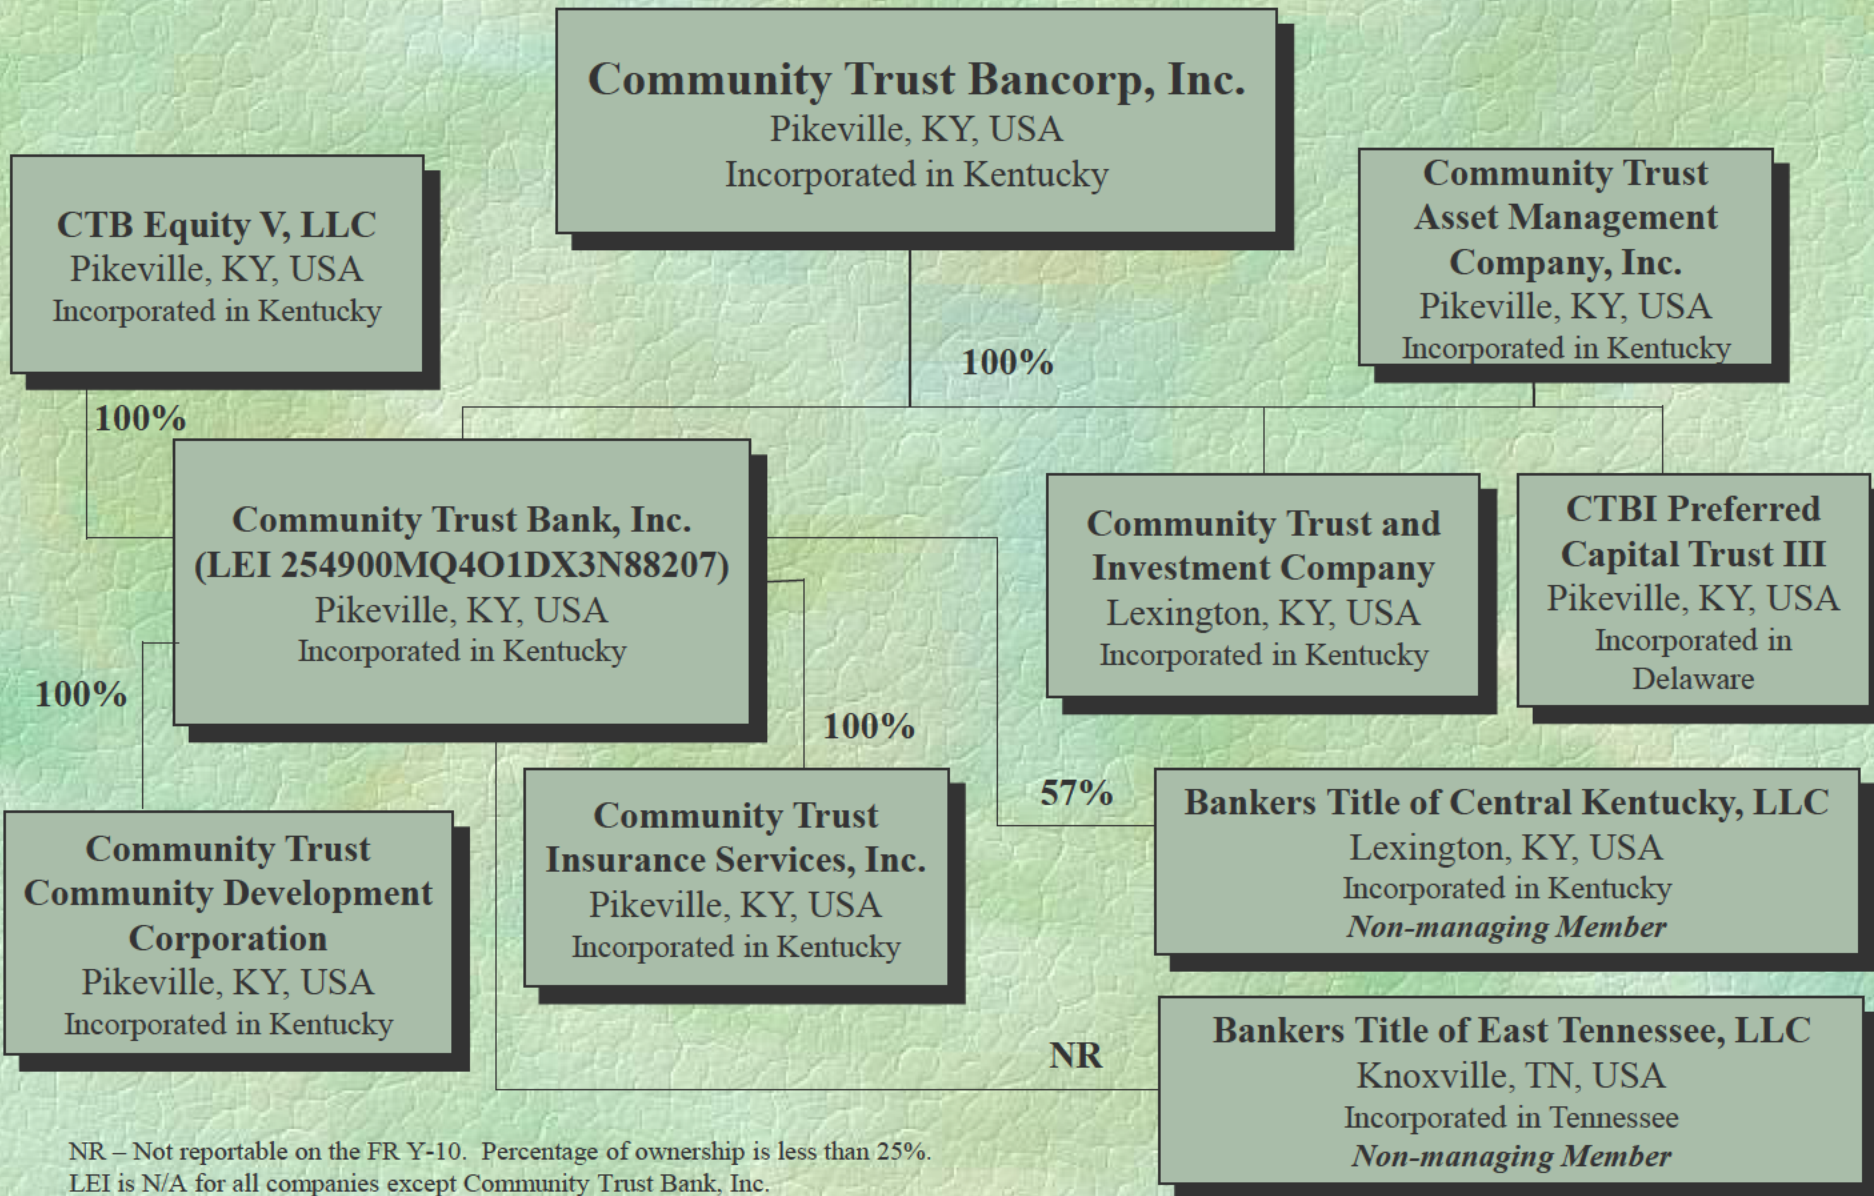 Community Trust Bancorp, Inc.
Pikeville, KY, USA
Incorporated in Kentucky
CTB Equity V, LLC
Pikeville, KY, USA
Incorporated in Kentucky
Community Trust
Asset Management
Company, Inc.
Pikeville, KY, USA
Incorporated in Kentucky
100%
100%
Community Trust Bank, Inc.
(LEI 254900MQ4O1DX3N88207)
Pikeville, KY, USA
Incorporated in Kentucky
Community Trust and
Investment Company
Lexington, KY, USA
Incorporated in Kentucky
CTBI Preferred
Capital Trust III
Pikeville, KY, USA
Incorporated in
Delaware
100%
100%
57%
Community Trust
Community Development
Corporation
Pikeville, KY, USA
Incorporated in Kentucky
Community Trust
Insurance Services, Inc.
Pikeville, KY, USA
Incorporated in Kentucky
Bankers Title of Central Kentucky, LLC
Lexington, KY, USA
Incorporated in Kentucky
Non-managing Member
NR
Bankers Title of East Tennessee, LLC
Knoxville, TN, USA
Incorporated in Tennessee
Non-managing Member
NR – Not reportable on the FR Y-10.  Percentage of ownership is less than 25%.
LEI is N/A for all companies except Community Trust Bank, Inc.